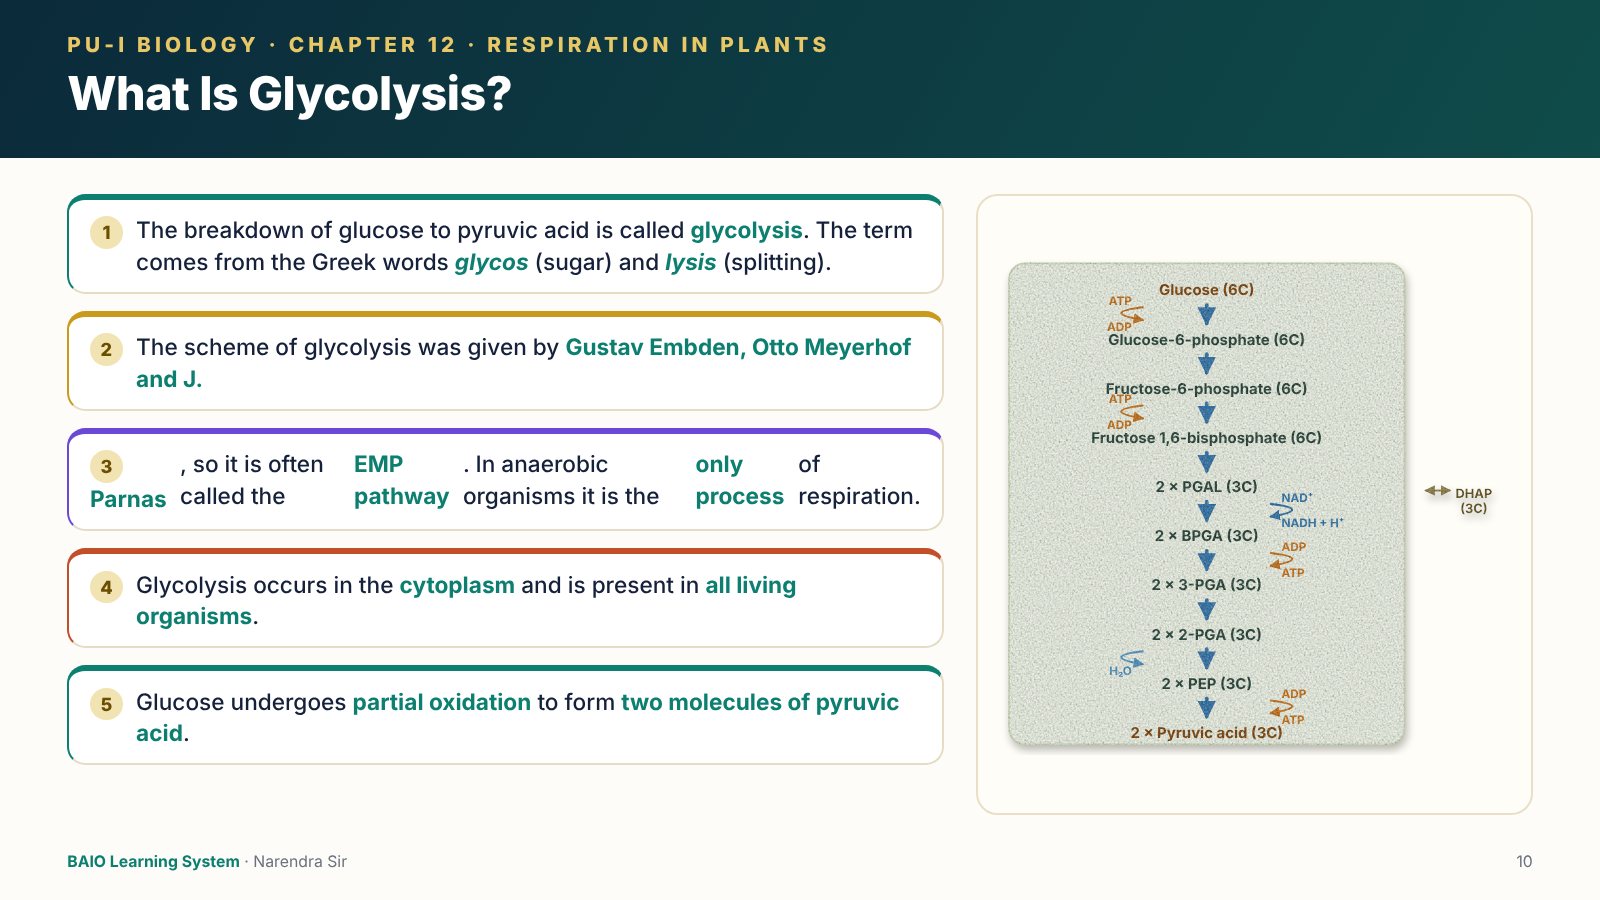 PU-I BIOLOGY · CHAPTER 12 · RESPIRATION IN PLANTS
What Is Glycolysis?
1 The breakdown of glucose to pyruvic acid is called glycolysis. The term
comes from the Greek words glycos (sugar) and lysis (splitting).
2 The scheme of glycolysis was given by Gustav Embden, Otto Meyerhof
and J.
3 , so it is often EMP . In anaerobic only of
Parnas called the pathway organisms it is the process respiration.
4 Glycolysis occurs in the cytoplasm and is present in all living
organisms.
5 Glucose undergoes partial oxidation to form two molecules of pyruvic
acid.
Glucose (6C)
ATP
ADP
Glucose-6-phosphate (6C)
Fructose-6-phosphate (6C)
ATP
ADP
Fructose 1,6-bisphosphate (6C)
2 × PGAL (3C)
DHAP
(3C)
NAD⁺
NADH + H⁺
2 × BPGA (3C)
ADP
ATP
2 × 3-PGA (3C)
2 × 2-PGA (3C)
H₂O
2 × PEP (3C)
ADP
ATP
2 × Pyruvic acid (3C)
BAIO Learning System · Narendra Sir
10